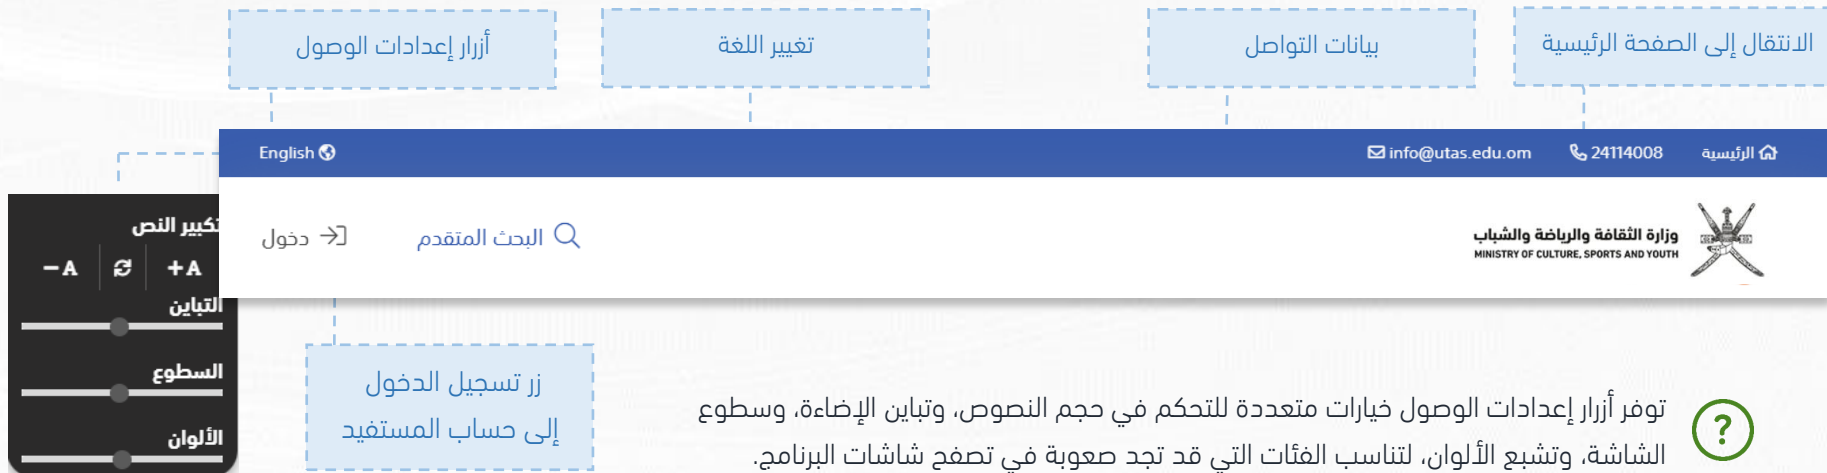 الانتقال إلى الصفحة الرئيسية
بيانات التواصل
تغيير اللغة
أزرار إعدادات الوصول
الرئيسية
24114008
info@utas.edu.om
English
وزارة الثقافة والرياضة والشباب
MINISTRY OF CULTURE, SPORTS AND YOUTH
البحث المتقدم
دخول
تكبير النص
+A
−A
التباين
السطوع
الألوان
زر تسجيل الدخول
إلى حساب المستفيد
توفر أزرار إعدادات الوصول خيارات متعددة للتحكم في حجم النصوص، وتباين الإضاءة، وسطوع
الشاشة، وتشبع الألوان، لتناسب الفئات التي قد تجد صعوبة في تصفح شاشات البرنامج.
?